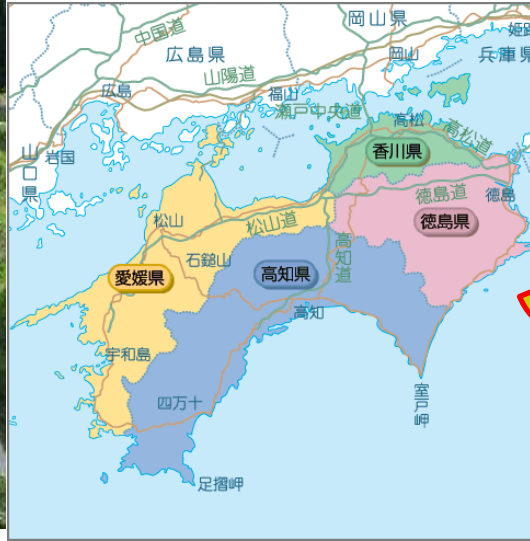 岡山県
姫路
中国道
広島県
岡山
兵庫県
山陽道
広島
福山
瀬戸中央道
高松
高松道
山口県
岩国
香川県
徳島道
徳島
松山
松山道
徳島県
高知道
石鎚山
愛媛県
高知県
高知
宇和島
四万十
室戸岬
足摺岬